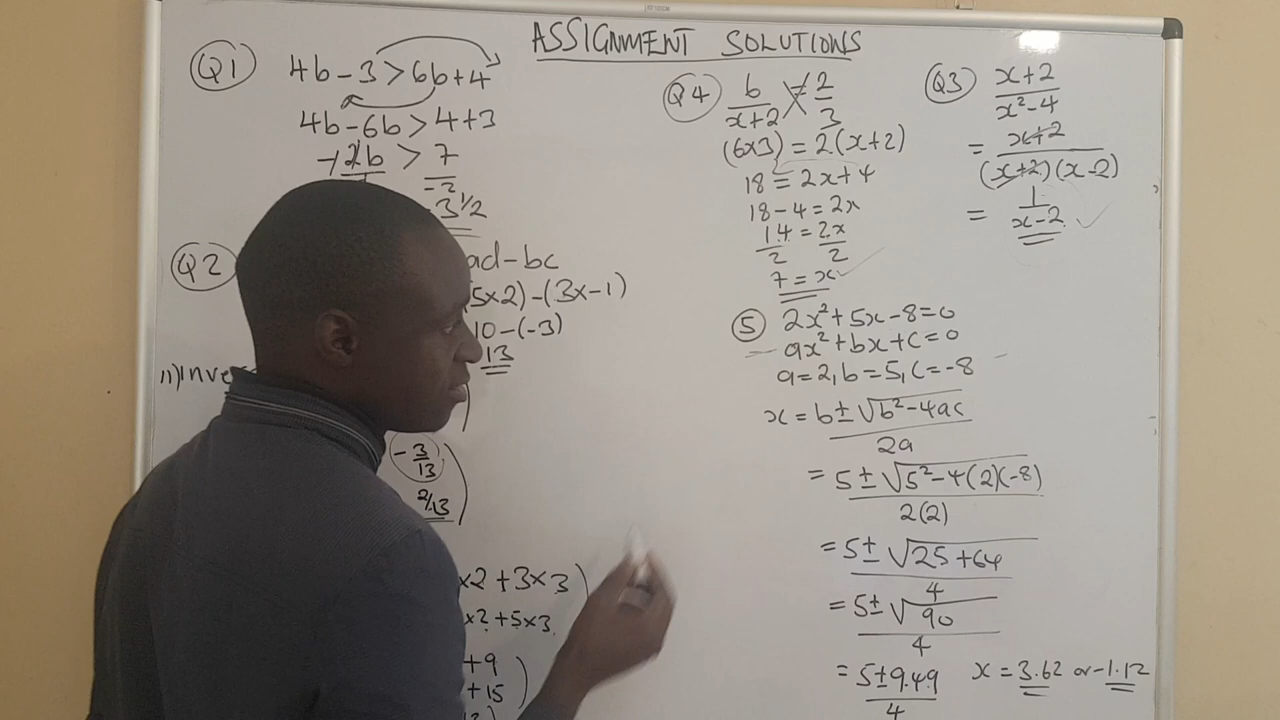 ASSIGNMENT SOLUTIONS
Q1
4b-3>6b+4
4b-6b>4+3
-2b > 7
-2
-3 1/2
Q2
ad-bc
5x2)-(3x-1)
10-(-3)
13
11) inve
-3/13
2/13
x2+3x3
x2+5x3
+9
+15
Q4
6/x+2 = 2/3
(6x3) = 2(x+2)
18 = 2x+4
18-4=2x
14/2 = 2x/2
7=x
Q3
x+2/x²-4
= x+2/(x+2)(x-2)
= 1/x-2
5
2x²+5x-8=0
ax²+bx+c=0
a=2, b=5, c=-8
x = b±√b²-4ac/2a
= 5±√5²-4(2)(-8)/2(2)
= 5±√25+64/4
= 5±√90/4
= 5±9.49/4 x = 3.62 or -1.12